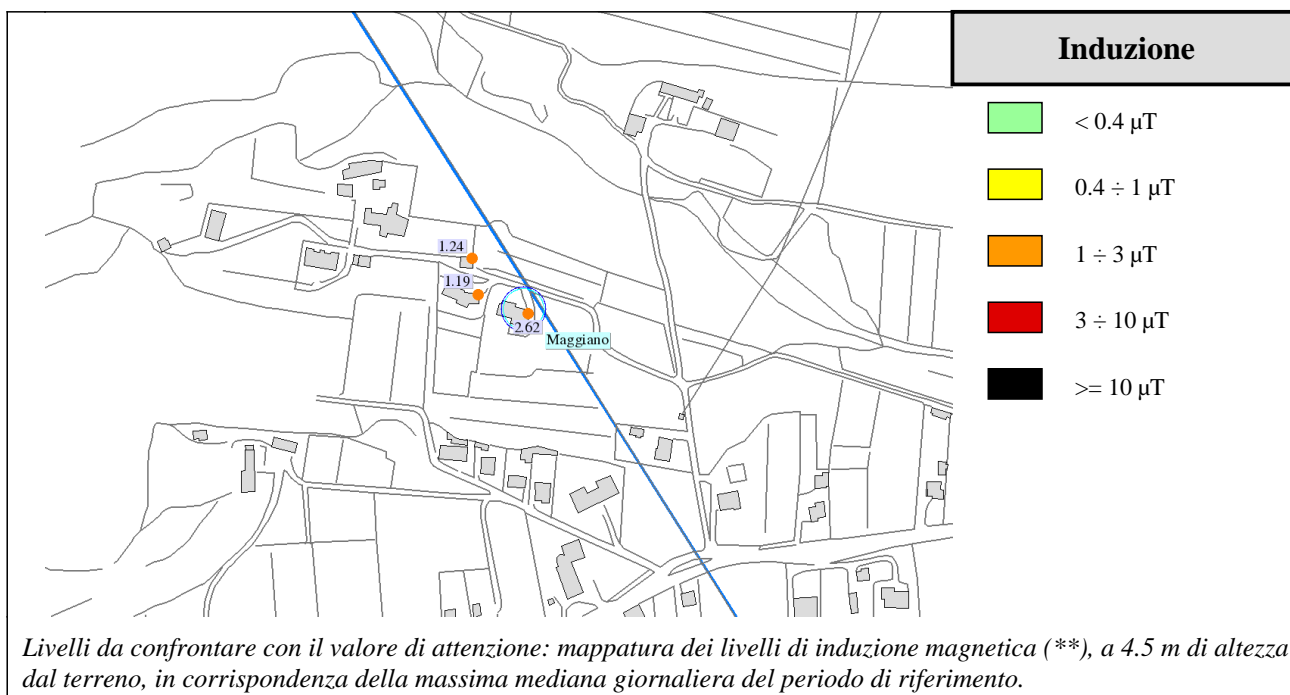 Induzione
< 0.4 µT
0.4 ÷ 1 µT
1 ÷ 3 µT
3 ÷ 10 µT
>= 10 µT
1.24
1.19
2.62
Maggiano
Livelli da confrontare con il valore di attenzione: mappatura dei livelli di induzione magnetica (**), a 4.5 m di altezza
dal terreno, in corrispondenza della massima mediana giornaliera del periodo di riferimento.